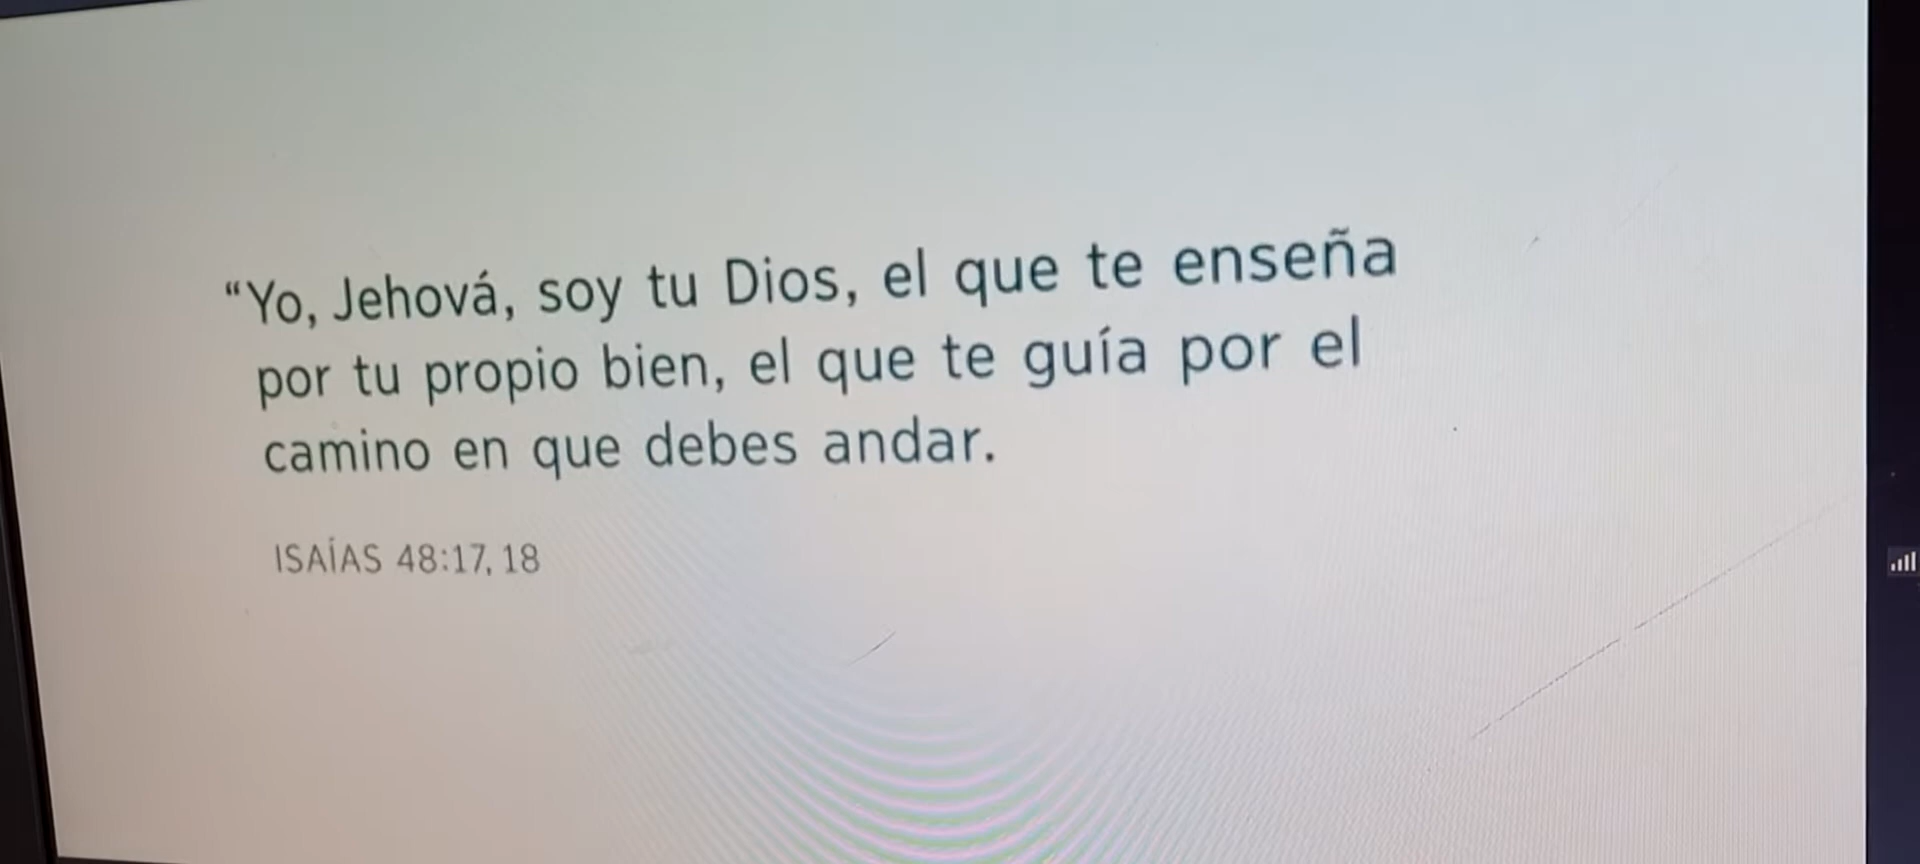 “Yo, Jehová, soy tu Dios, el que te enseña
por tu propio bien, el que te guía por el
camino en que debes andar.
ISAÍAS 48:17, 18